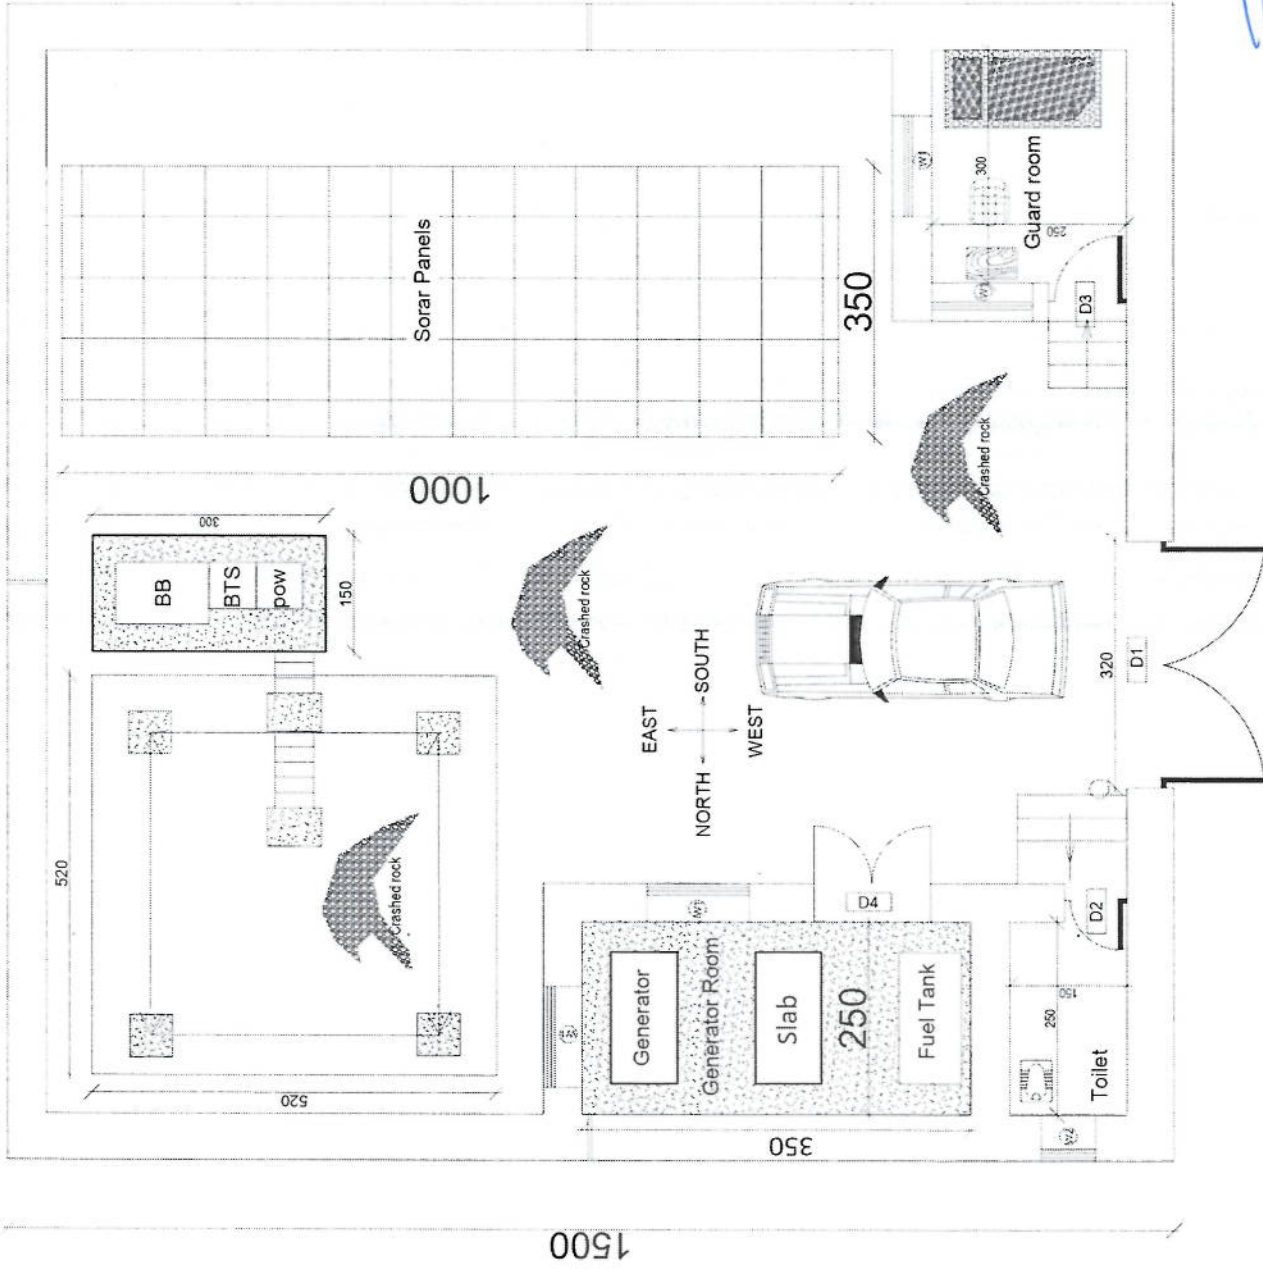 Sorar Panels
1000
350
300
150
BB
BTS
pow
520
520
Crashed rock
Crashed rock
Crashed rock
EAST
NORTH
SOUTH
WEST
W1
300
Guard room
250
D3
320
D1
D4
Generator
Generator Room
Slab
250
Fuel Tank
350
D2
150
250
Toilet
W2
1500